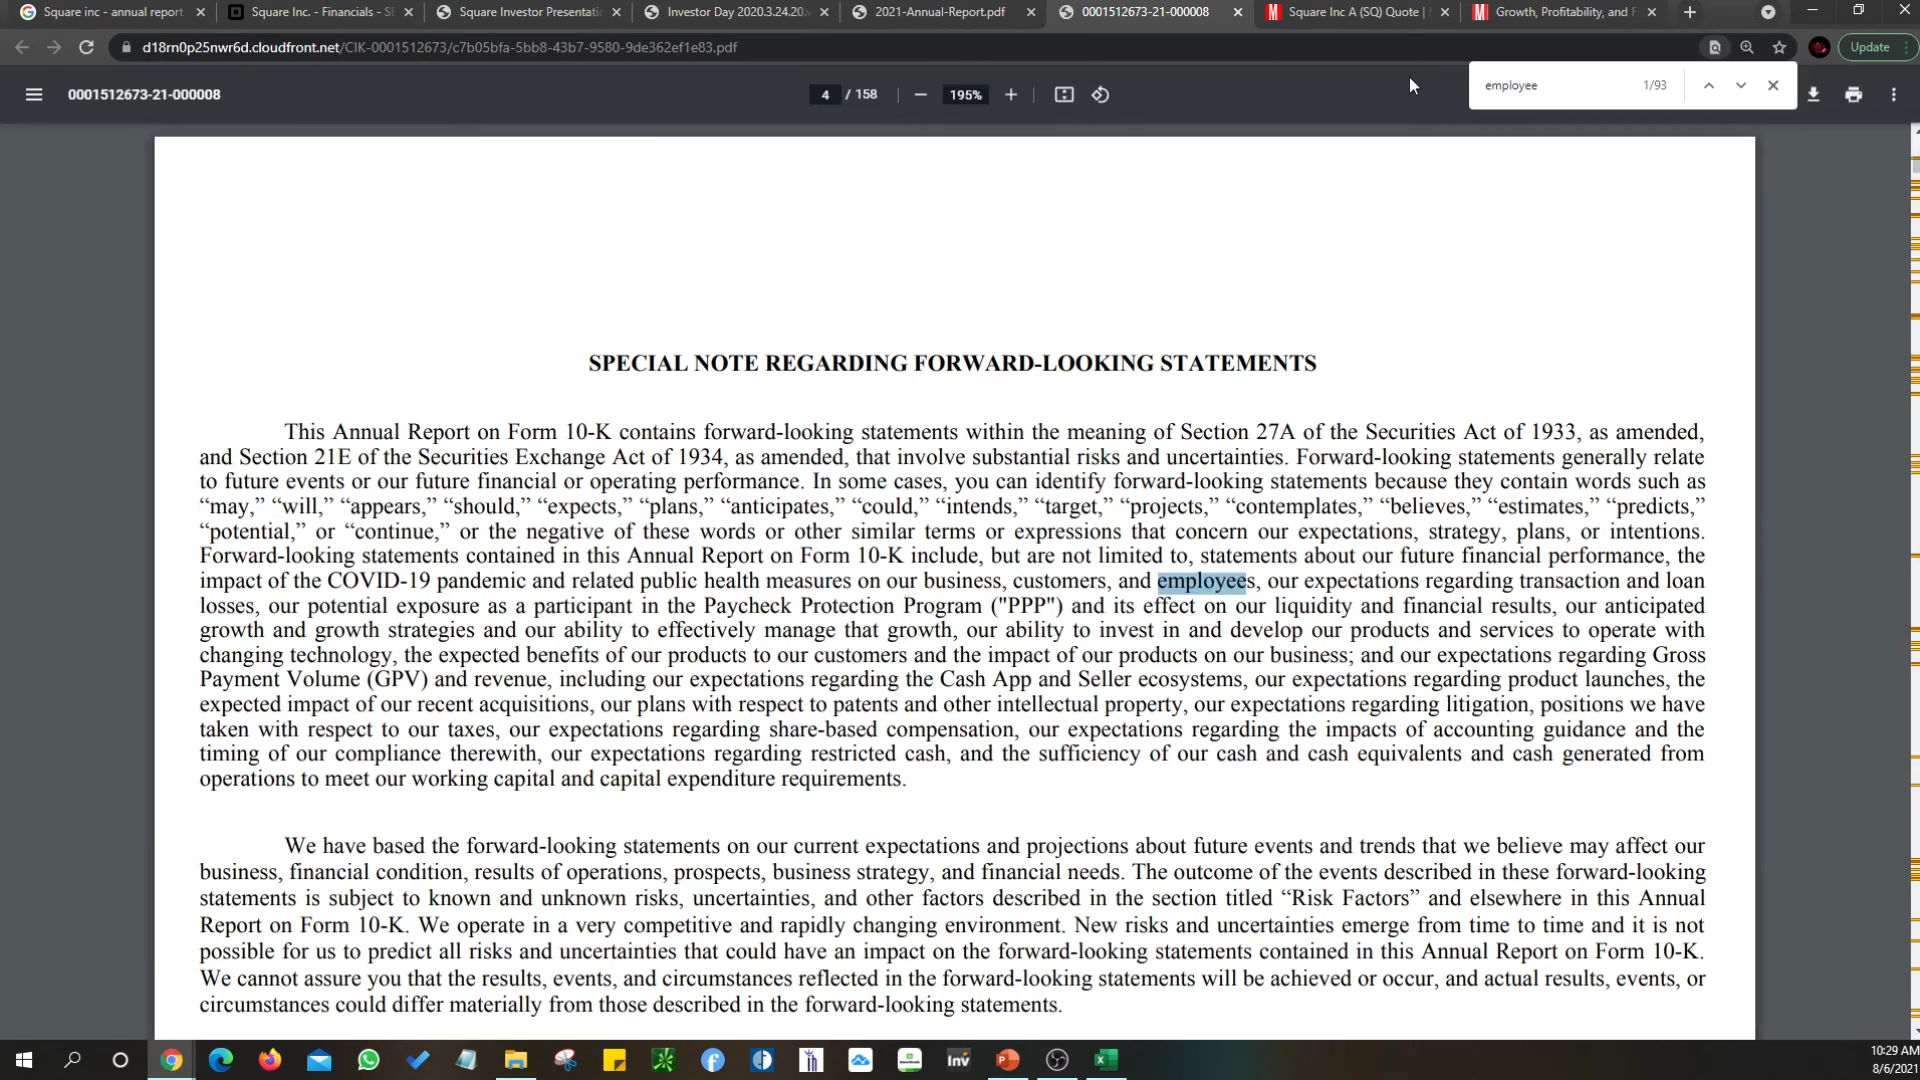 Square inc - annual report
Square Inc. - Financials - SE
Square Investor Presentatic
Investor Day 2020.3.24.20.v
2021-Annual-Report.pdf
0001512673-21-000008
Square Inc A (SQ) Quote |
Growth, Profitability, and F
d18rn0p25nwr6d.cloudfront.net/CIK-0001512673/c7b05bfa-5bb8-43b7-9580-9de362ef1e83.pdf
Update
0001512673-21-000008
4 / 158
195%
employee
1/93
SPECIAL NOTE REGARDING FORWARD-LOOKING STATEMENTS
This Annual Report on Form 10-K contains forward-looking statements within the meaning of Section 27A of the Securities Act of 1933, as amended,
and Section 21E of the Securities Exchange Act of 1934, as amended, that involve substantial risks and uncertainties. Forward-looking statements generally relate
to future events or our future financial or operating performance. In some cases, you can identify forward-looking statements because they contain words such as
“may,” “will,” “appears,” “should,” “expects,” “plans,” “anticipates,” “could,” “intends,” “target,” “projects,” “contemplates,” “believes,” “estimates,” “predicts,”
“potential,” or “continue,” or the negative of these words or other similar terms or expressions that concern our expectations, strategy, plans, or intentions.
Forward-looking statements contained in this Annual Report on Form 10-K include, but are not limited to, statements about our future financial performance, the
impact of the COVID-19 pandemic and related public health measures on our business, customers, and employees, our expectations regarding transaction and loan
losses, our potential exposure as a participant in the Paycheck Protection Program ("PPP") and its effect on our liquidity and financial results, our anticipated
growth and growth strategies and our ability to effectively manage that growth, our ability to invest in and develop our products and services to operate with
changing technology, the expected benefits of our products to our customers and the impact of our products on our business; and our expectations regarding Gross
Payment Volume (GPV) and revenue, including our expectations regarding the Cash App and Seller ecosystems, our expectations regarding product launches, the
expected impact of our recent acquisitions, our plans with respect to patents and other intellectual property, our expectations regarding litigation, positions we have
taken with respect to our taxes, our expectations regarding share-based compensation, our expectations regarding the impacts of accounting guidance and the
timing of our compliance therewith, our expectations regarding restricted cash, and the sufficiency of our cash and cash equivalents and cash generated from
operations to meet our working capital and capital expenditure requirements.
We have based the forward-looking statements on our current expectations and projections about future events and trends that we believe may affect our
business, financial condition, results of operations, prospects, business strategy, and financial needs. The outcome of the events described in these forward-looking
statements is subject to known and unknown risks, uncertainties, and other factors described in the section titled “Risk Factors” and elsewhere in this Annual
Report on Form 10-K. We operate in a very competitive and rapidly changing environment. New risks and uncertainties emerge from time to time and it is not
possible for us to predict all risks and uncertainties that could have an impact on the forward-looking statements contained in this Annual Report on Form 10-K.
We cannot assure you that the results, events, and circumstances reflected in the forward-looking statements will be achieved or occur, and actual results, events, or
circumstances could differ materially from those described in the forward-looking statements.
Inv
10:29 AM
8/6/2021